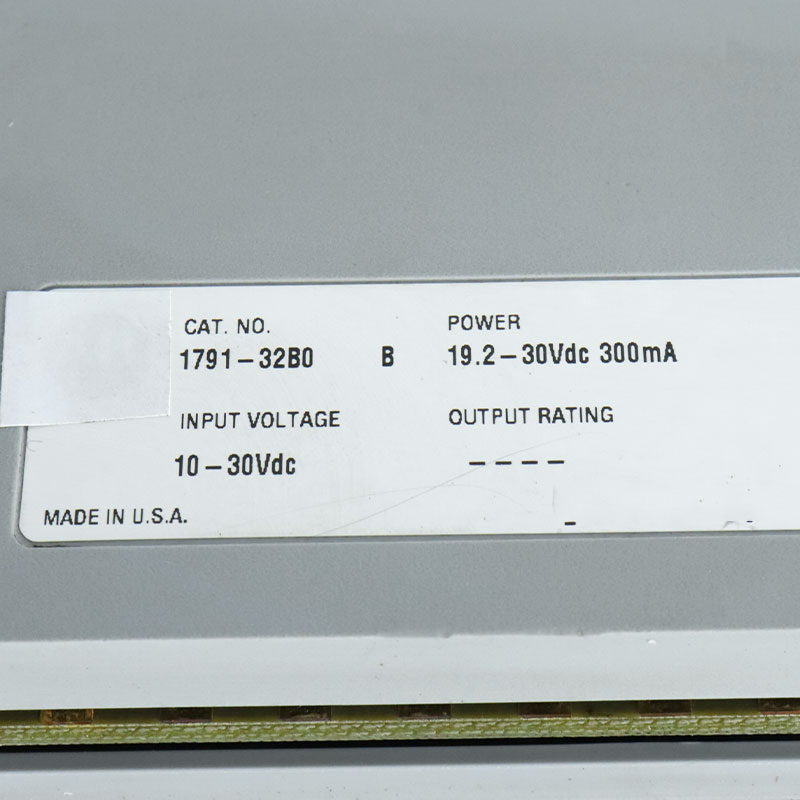 CAT. NO. POWER
1791-32B0 B 19.2-30Vdc 300mA
INPUT VOLTAGE OUTPUT RATING
10-30Vdc ----
MADE IN U.S.A.